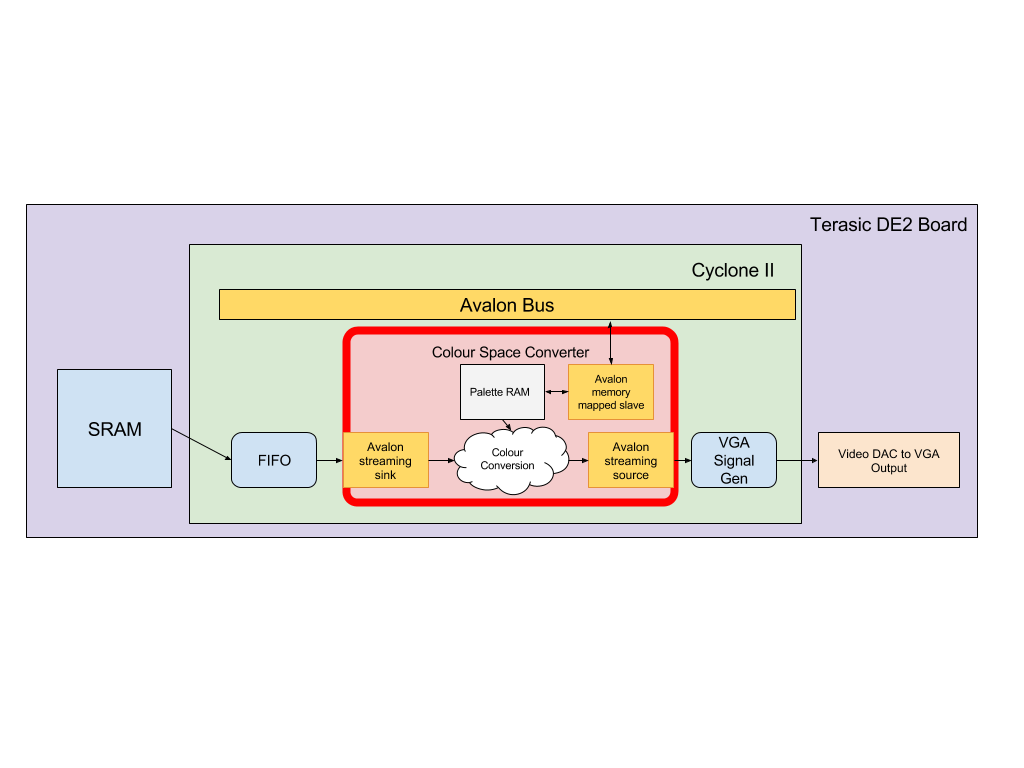 Terasic DE2 Board
Cyclone II
Avalon Bus
Colour Space Converter
Palette RAM
Avalon
memory
mapped slave
SRAM
FIFO
Avalon
streaming
sink
Colour
Conversion
Avalon
streaming
source
VGA
Signal
Gen
Video DAC to VGA
Output